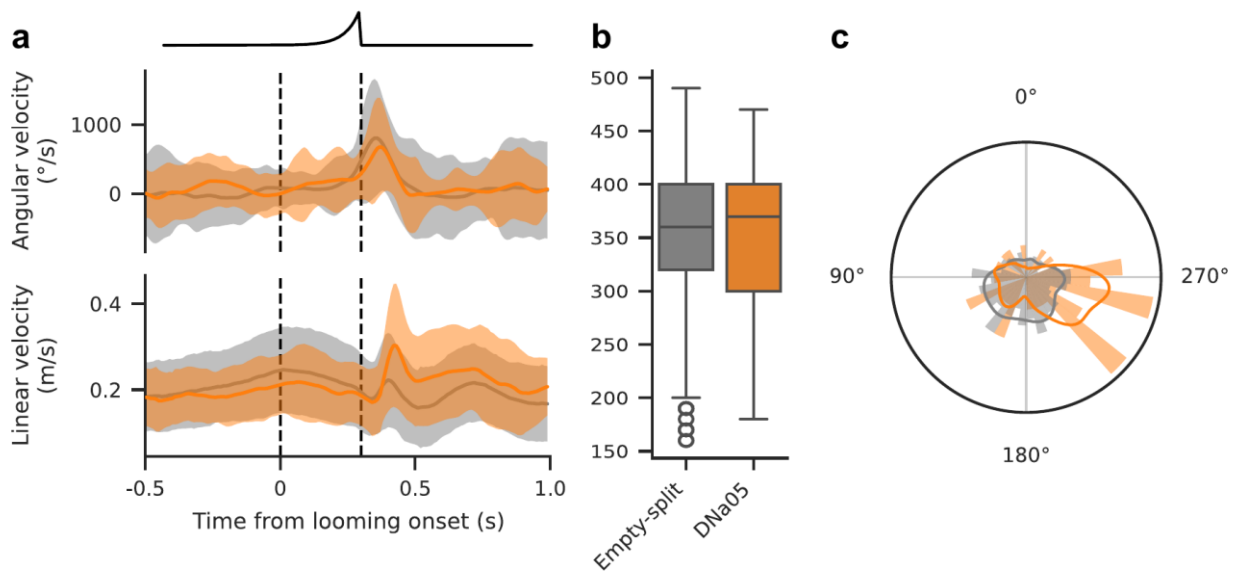 a
Angular velocity
(°/s)
1000
0
Linear velocity
(m/s)
0.4
0.2
-0.5
0
0.5
1.0
Time from looming onset (s)
b
500
450
400
350
300
250
200
150
Empty-split
DNa05
c
0°
90°
270°
180°